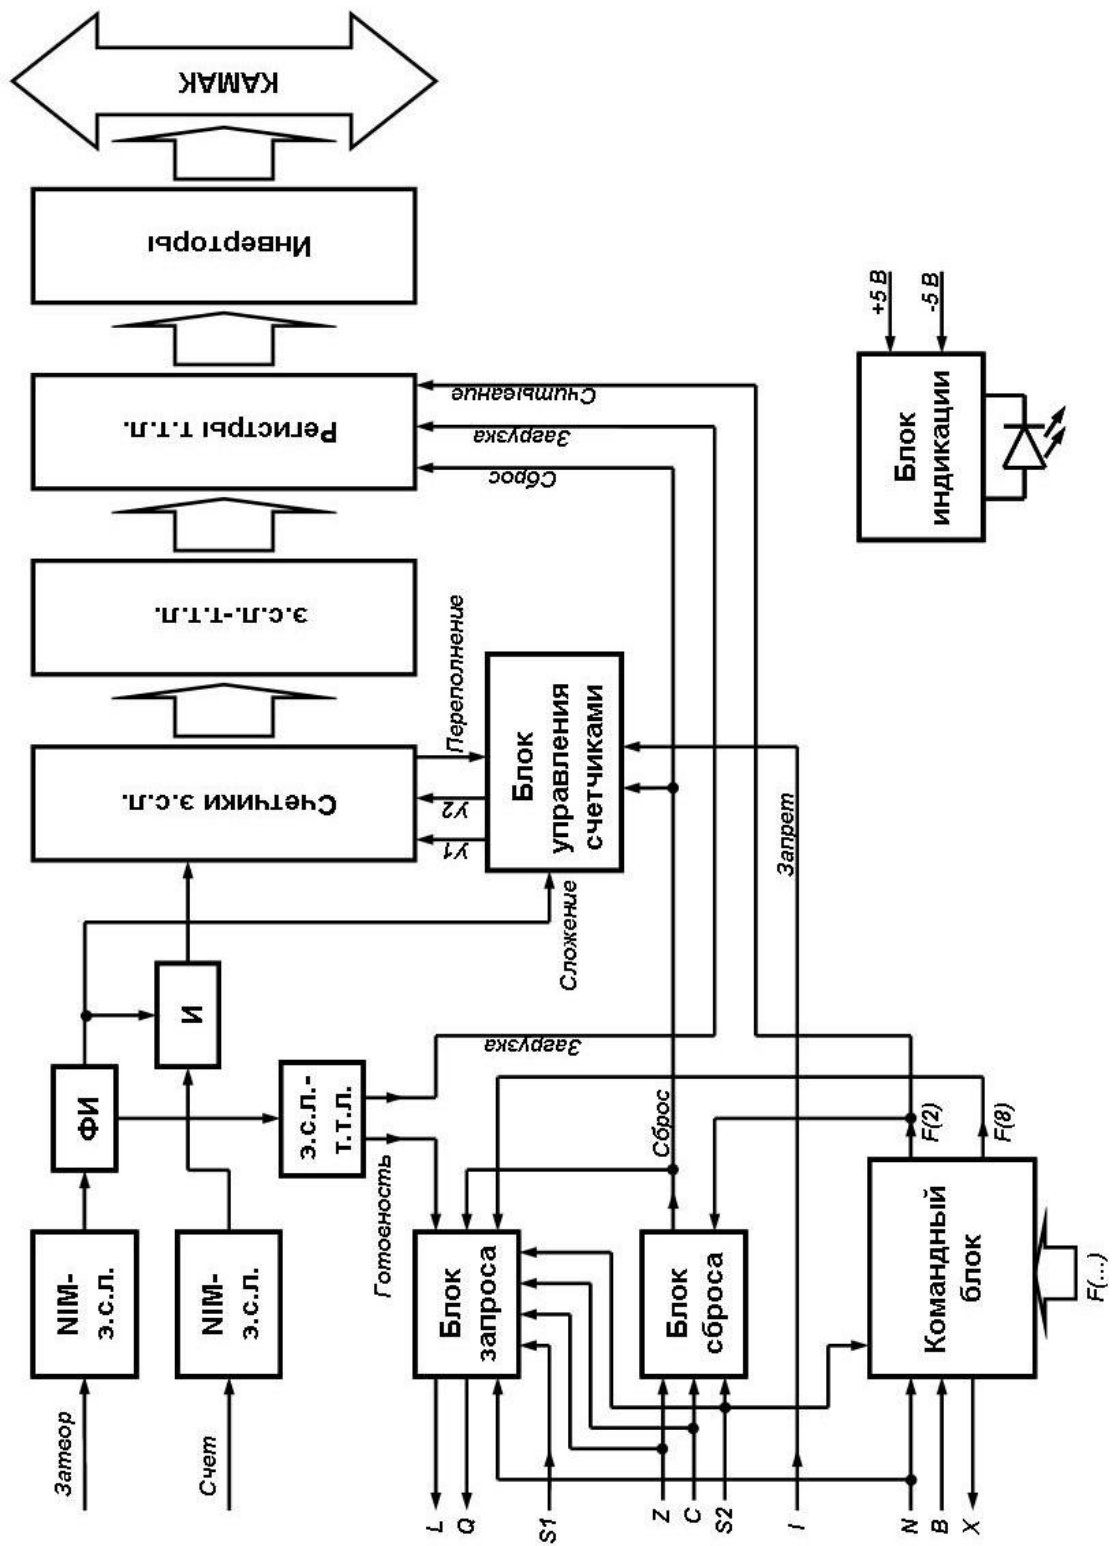 Затвор
NIM-
э.с.л.
ФИ
Счет
NIM-
э.с.л.
И
э.с.л.-
т.т.л.
Счетчики э.с.л.
э.с.л.-т.т.л.
Регистры т.т.л.
Инверторы
КАМАК
Готовность
Загрузка
Сложение
У1
У2
Переполнение
Блок
управления
счетчиками
Сброс
Загрузка
Считывание
L
Q
S1
Блок
запроса
Z
C
S2
Блок
сброса
Сброс
I
Запрет
N
B
X
Командный
блок
F(2)
F(8)
F(...)
Блок
индикации
+5 В
-5 В